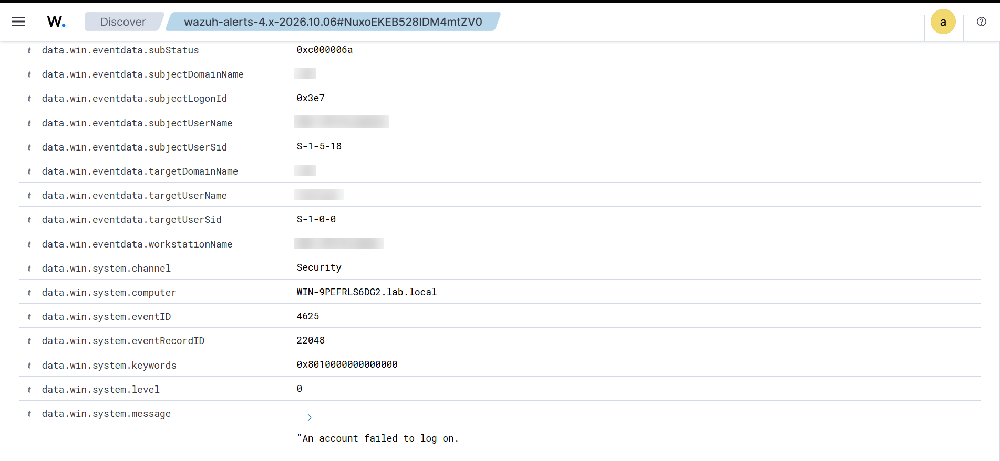 W.
Discover
wazuh-alerts-4.x-2026.10.06#NuxoEKEB528IDM4mtZV0
a
?
t data.win.eventdata.subStatus 0xc000006a
t data.win.eventdata.subjectDomainName
t data.win.eventdata.subjectLogonId 0x3e7
t data.win.eventdata.subjectUserName
t data.win.eventdata.subjectUserSid S-1-5-18
t data.win.eventdata.targetDomainName
t data.win.eventdata.targetUserName
t data.win.eventdata.targetUserSid S-1-0-0
t data.win.eventdata.workstationName
t data.win.system.channel Security
t data.win.system.computer WIN-9PEFRLS6DG2.lab.local
t data.win.system.eventID 4625
t data.win.system.eventRecordID 22048
t data.win.system.keywords 0x8010000000000000
t data.win.system.level 0
t data.win.system.message
"An account failed to log on.